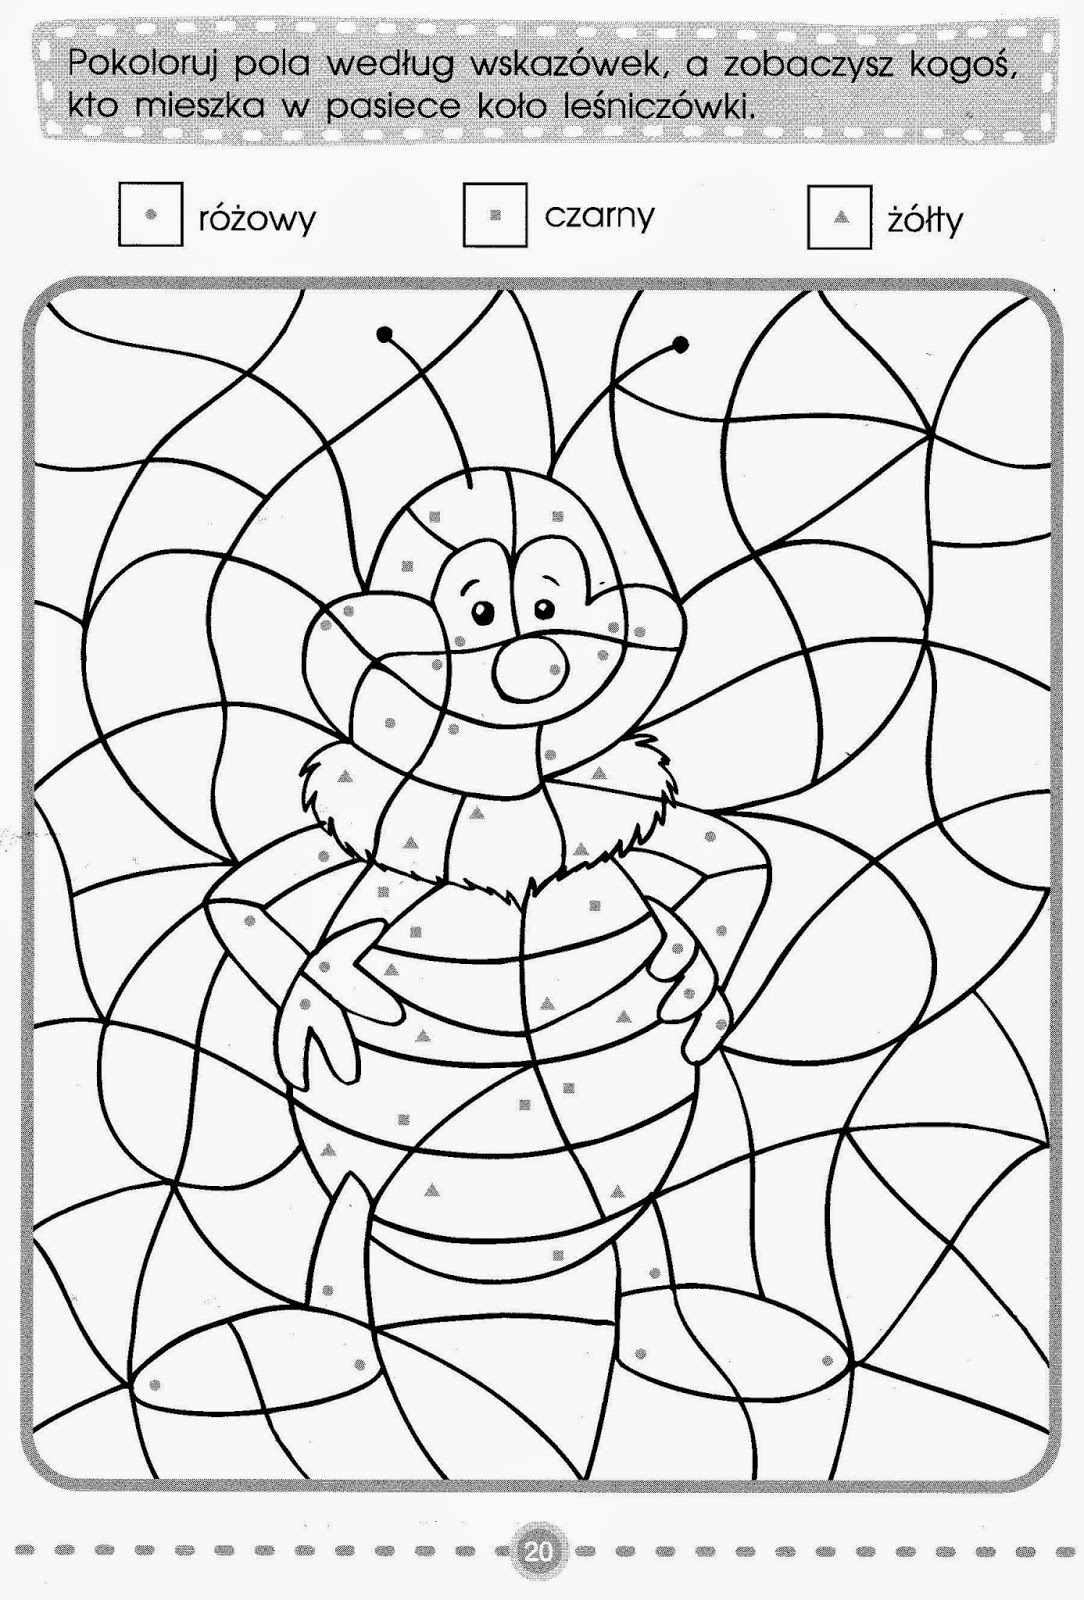 Pokoloruj pola według wskazówek, a zobaczysz kogoś,
kto mieszka w pasiece koło leśniczówki.
różowy
czarny
żółty
20